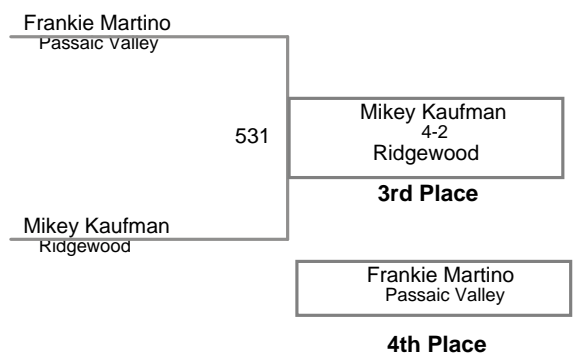 Frankie Martino
Passaic Valley
531
Mikey Kaufman
4-2
Ridgewood
3rd Place
Mikey Kaufman
Ridgewood
Frankie Martino
Passaic Valley
4th Place